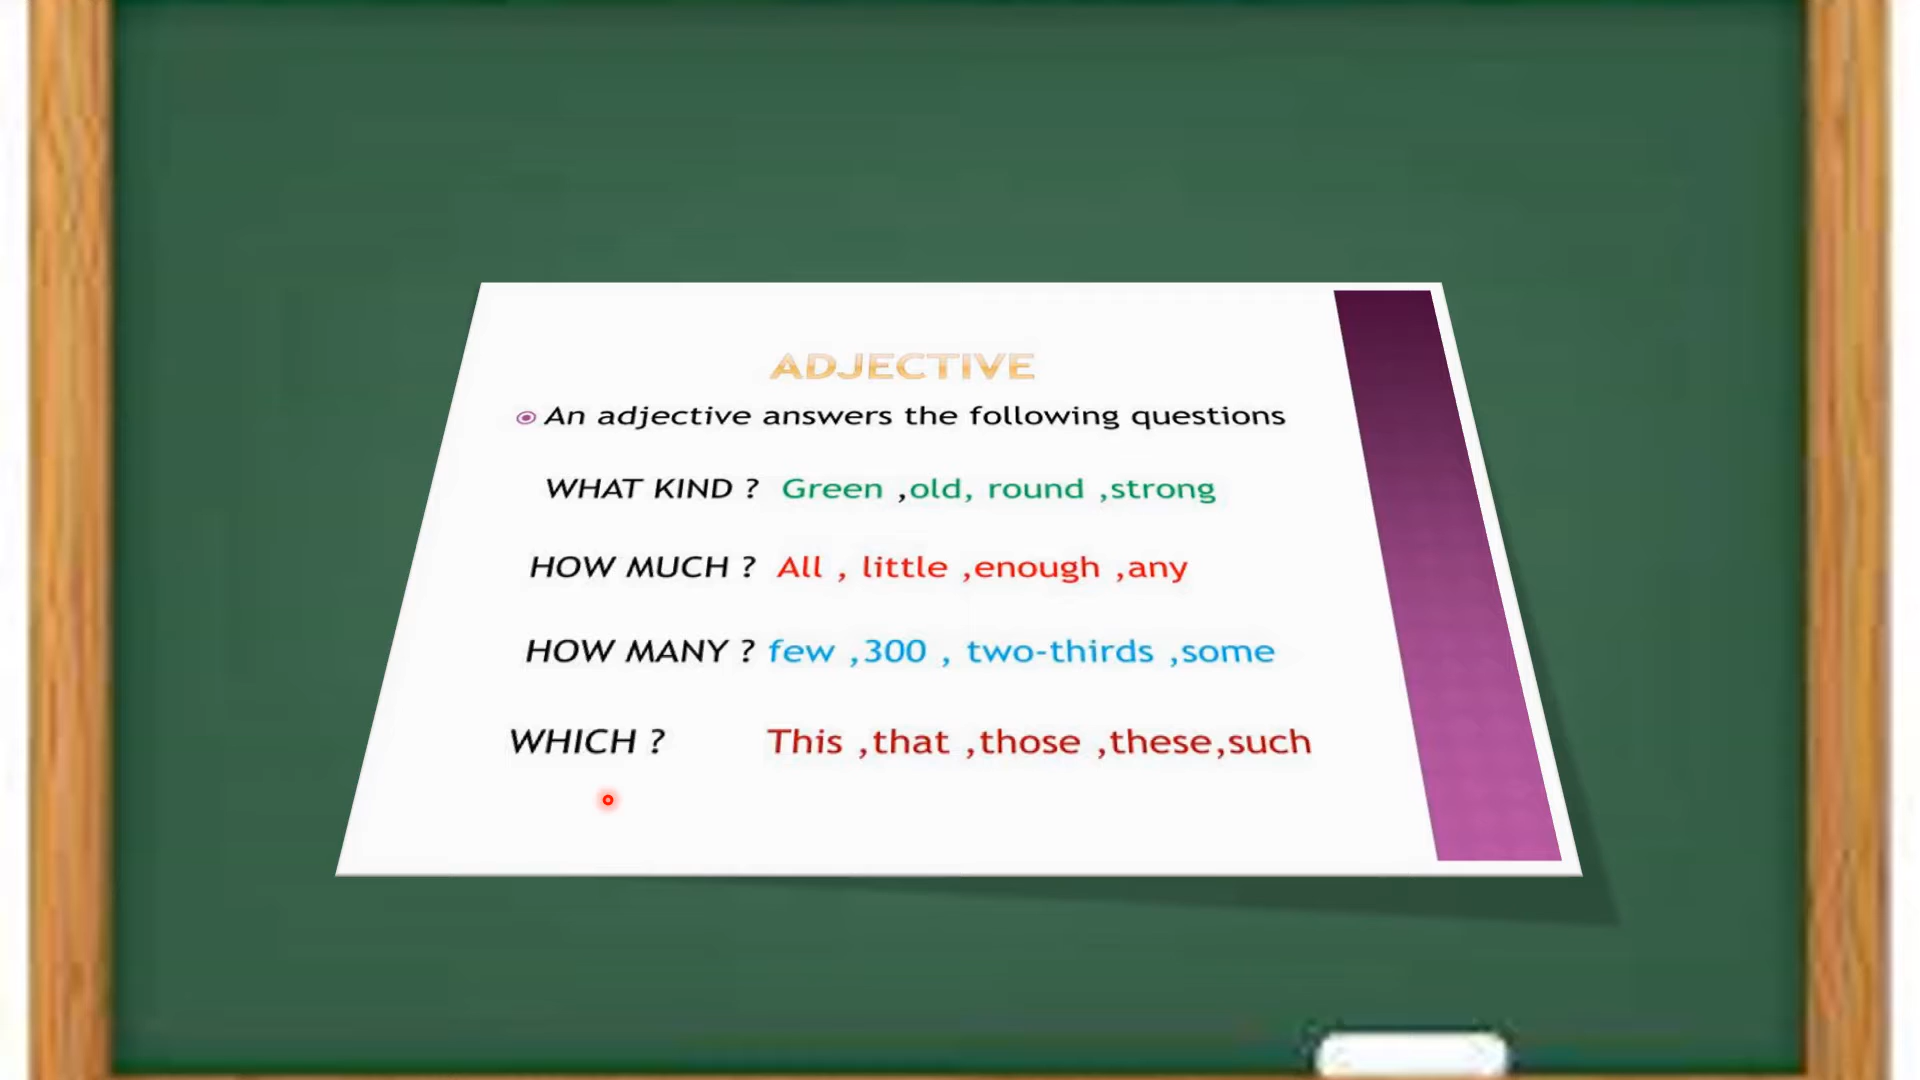 ADJECTIVE
An adjective answers the following questions
WHAT KIND ? Green ,old, round ,strong
HOW MUCH ? All , little ,enough ,any
HOW MANY ? few ,300 , two-thirds ,some
WHICH ? This ,that ,those ,these,such